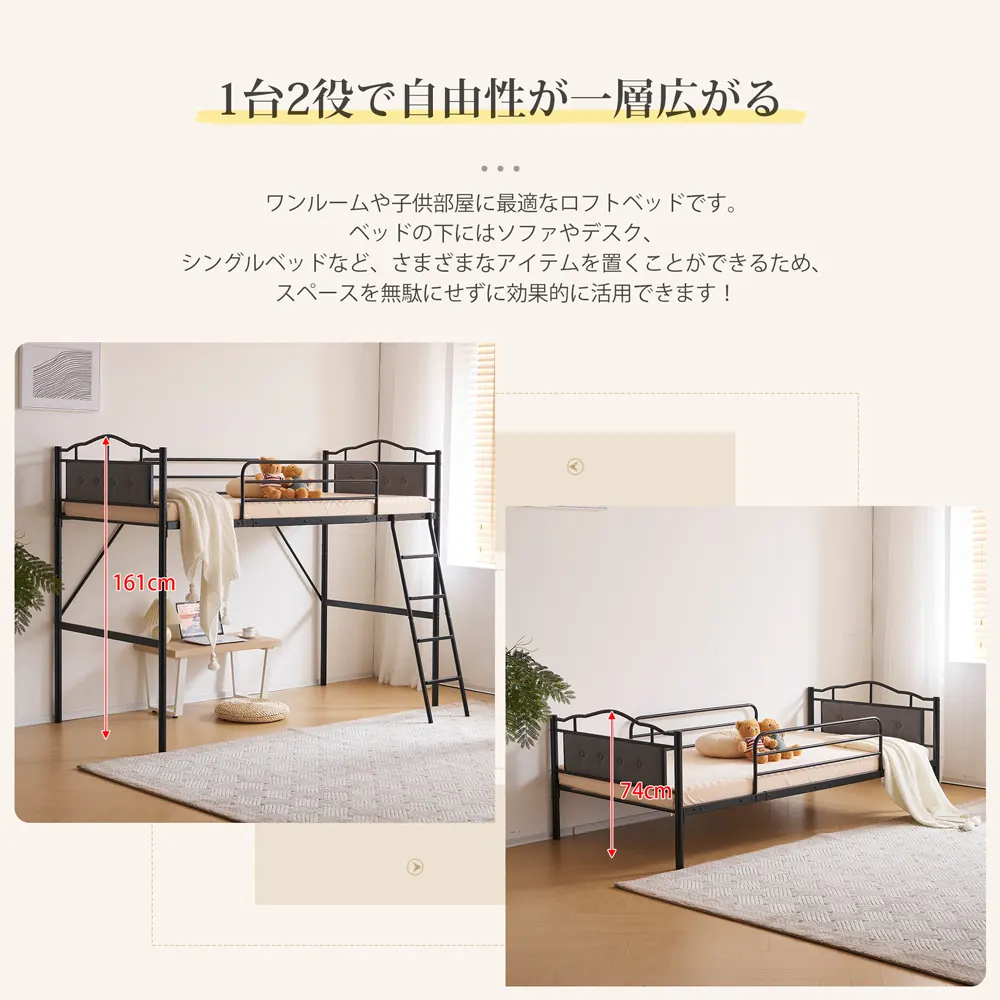 1台2役で自由性が一層広がる
ワンルームや子供部屋に最適なロフトベッドです。
ベッドの下にはソファやデスク、
シングルベッドなど、さまざまなアイテムを置くことができるため、
スペースを無駄にせずに効果的に活用できます！
161cm
74cm